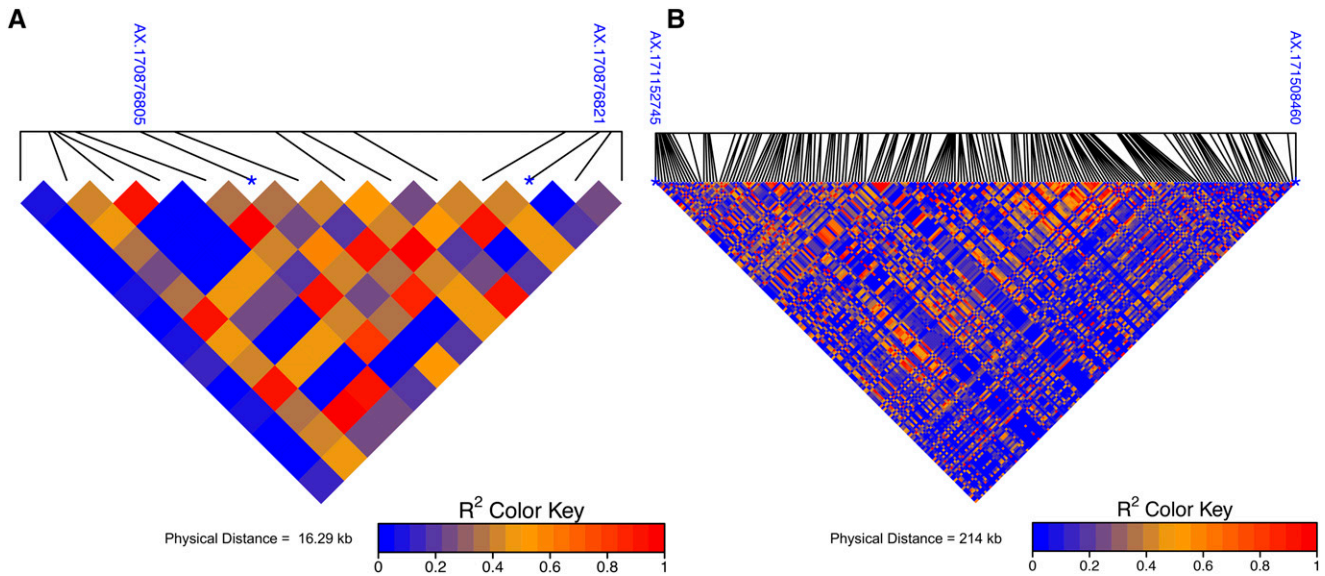 A
AX.170876805
AX.170876821
*
*
R² Color Key
Physical Distance = 16.29 kb
0 0.2 0.4 0.6 0.8 1
B
AX.171152745
AX.171508460
*
*
R² Color Key
Physical Distance = 214 kb
0 0.2 0.4 0.6 0.8 1